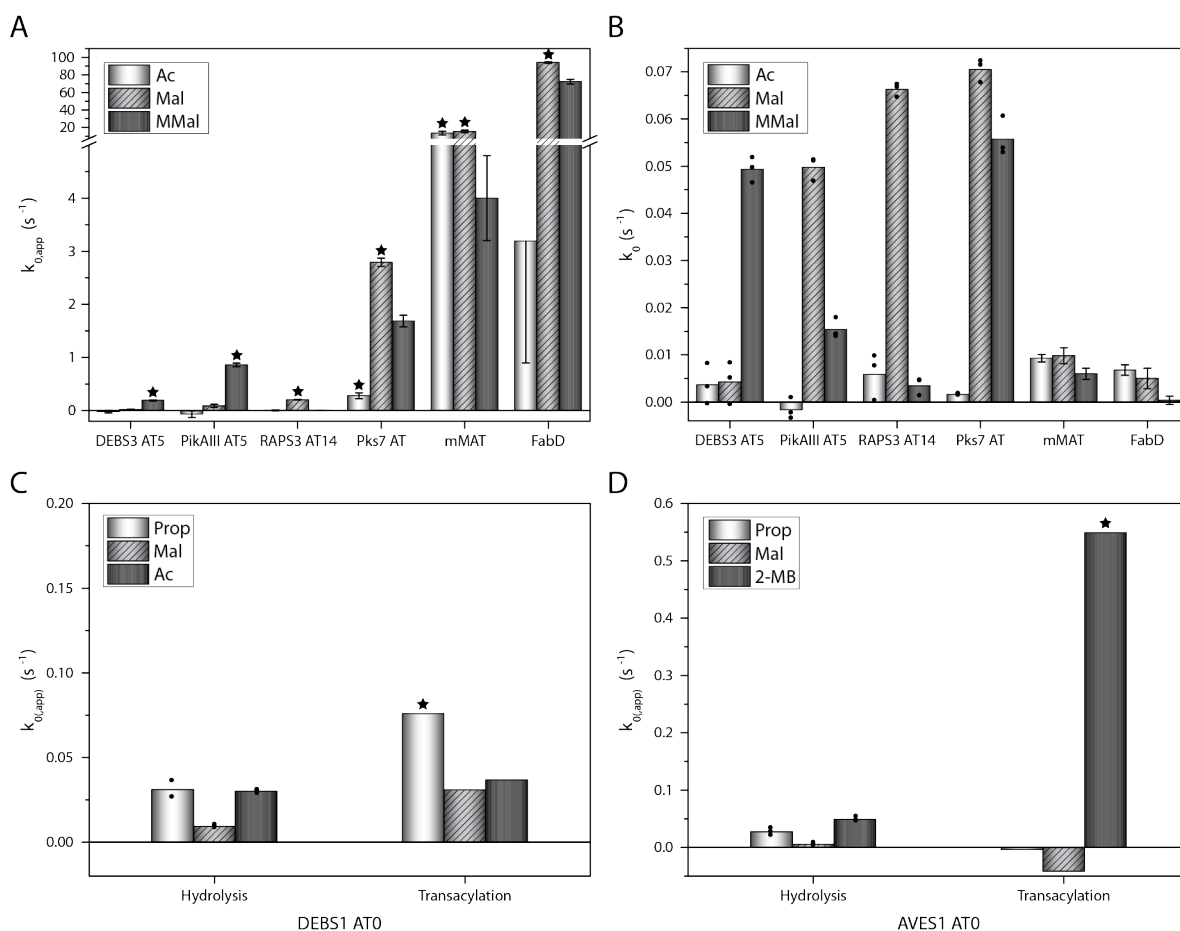 A
k0,app (s -1)
100
80
60
40
20
4
3
2
1
0
Ac
Mal
MMal
★
★
★
★
★
★
★
★
DEBS3 AT5
PikAIII AT5
RAPS3 AT14
Pks7 AT
mMAT
FabD
B
k0 (s -1)
0.07
0.06
0.05
0.04
0.03
0.02
0.01
0.00
Ac
Mal
MMal
DEBS3 AT5
PikAIII AT5
RAPS3 AT14
Pks7 AT
mMAT
FabD
C
k0(,app) (s -1)
0.20
0.15
0.10
0.05
0.00
Prop
Mal
Ac
★
Hydrolysis
Transacylation
DEBS1 AT0
D
k0(,app) (s -1)
0.6
0.5
0.4
0.3
0.2
0.1
0.0
Prop
Mal
2-MB
★
Hydrolysis
Transacylation
AVES1 AT0